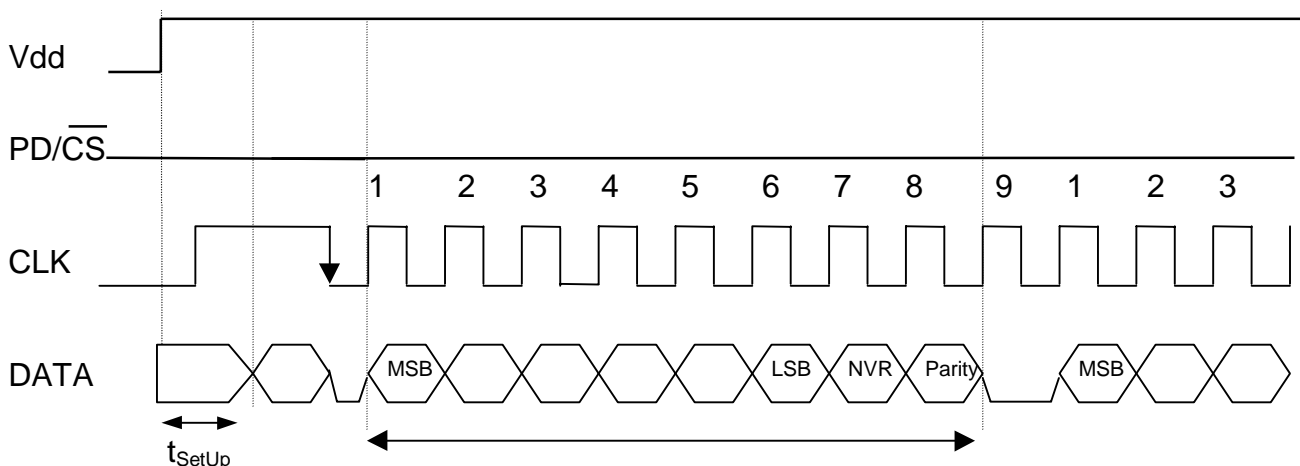 Vdd
PD/C̅S̅
1 2 3 4 5 6 7 8 9 1 2 3
CLK
DATA
MSB LSB NVR Parity MSB
tSetUp